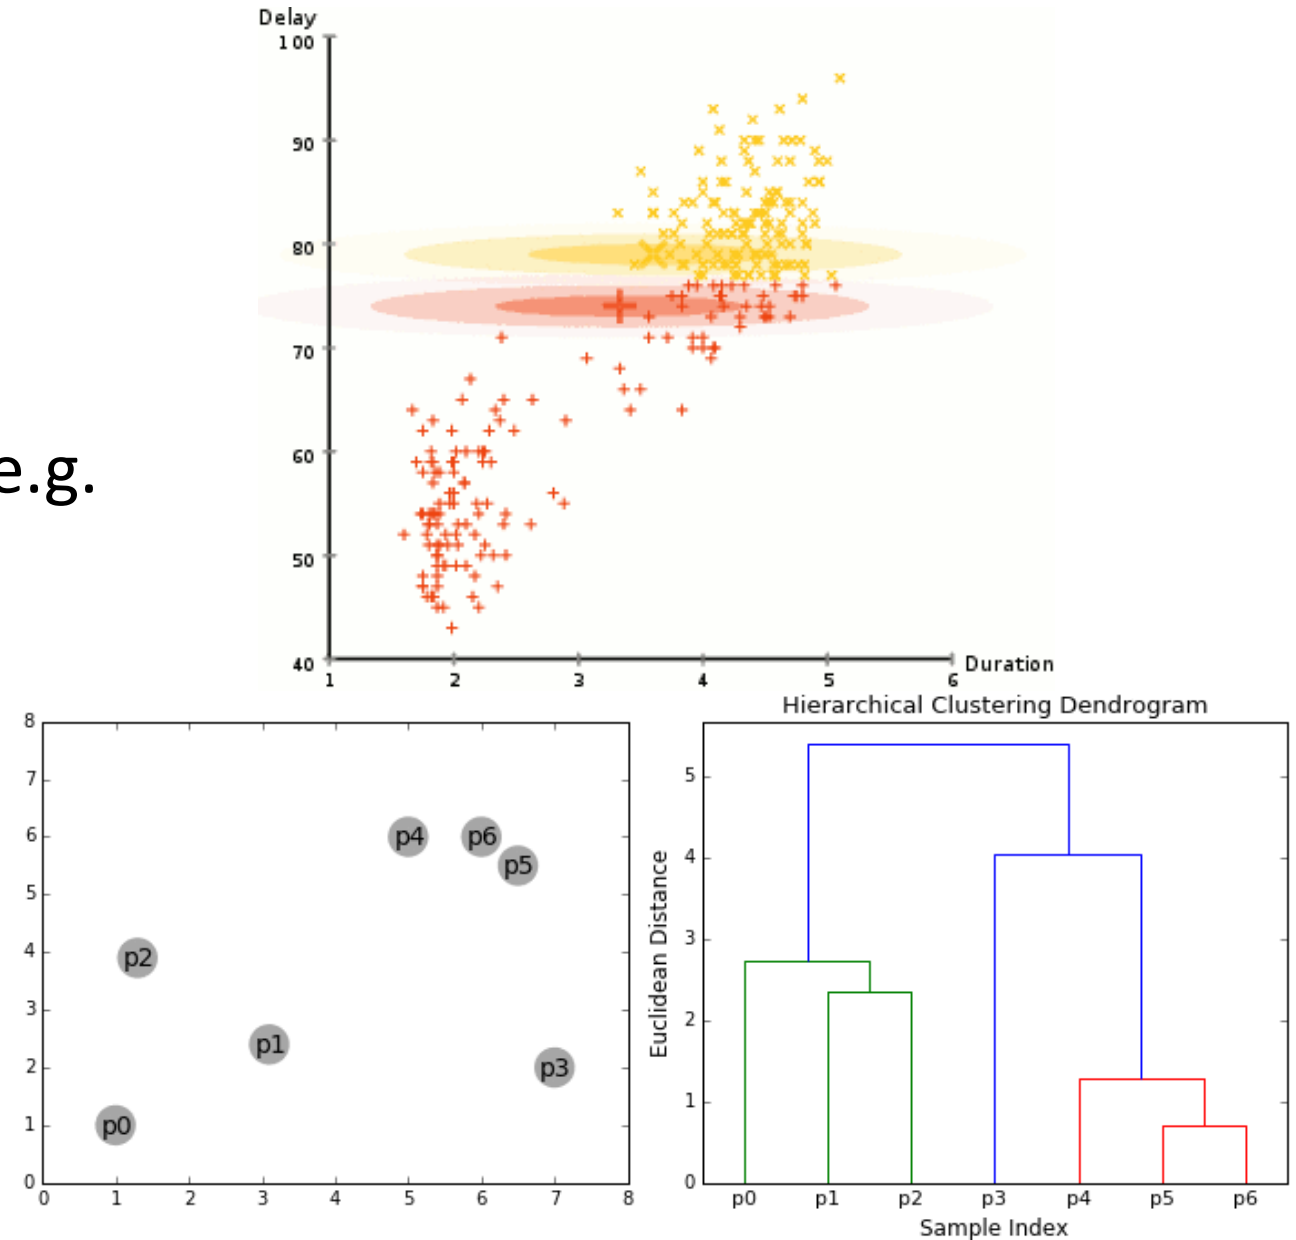 Delay
100
90
80
70
60
50
40
1 2 3 4 5 6
Duration
e.g.
8
7
6
5
4
3
2
1
0
0 1 2 3 4 5 6 7 8
p4 p6
p5
p2
p1
p3
p0
Hierarchical Clustering Dendrogram
Euclidean Distance
5
4
3
2
1
0
p0 p1 p2 p3 p4 p5 p6
Sample Index